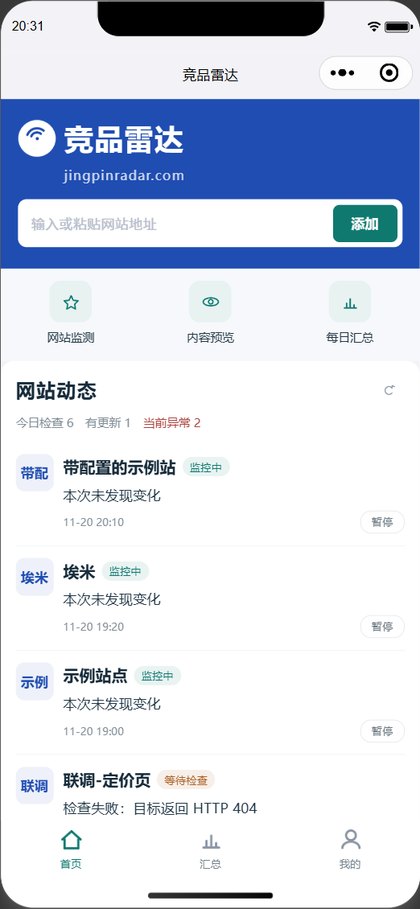 20:31
竞品雷达
竞品雷达
jingpinradar.com
输入或粘贴网站地址
添加
网站监测
内容预览
每日汇总
网站动态
今日检查 6 有更新 1 当前异常 2
带配
带配置的示例站 监控中
本次未发现变化
11-20 20:10
暂停
埃米
埃米 监控中
本次未发现变化
11-20 19:20
暂停
示例
示例站点 监控中
本次未发现变化
11-20 19:00
暂停
联调
联调-定价页 等待检查
检查失败：目标返回 HTTP 404
首页
汇总
我的